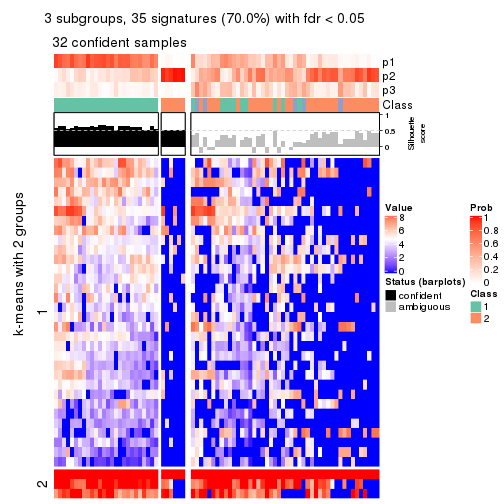 3 subgroups, 35 signatures (70.0%) with fdr < 0.05
32 confident samples
p1
p2
p3
Class
1
0.5
0
Silhouette
score
k-means with 2 groups
1
2
Value
8
6
4
2
0
Prob
1
0.8
0.6
0.4
0.2
0
Status (barplots)
confident
ambiguous
Class
1
2